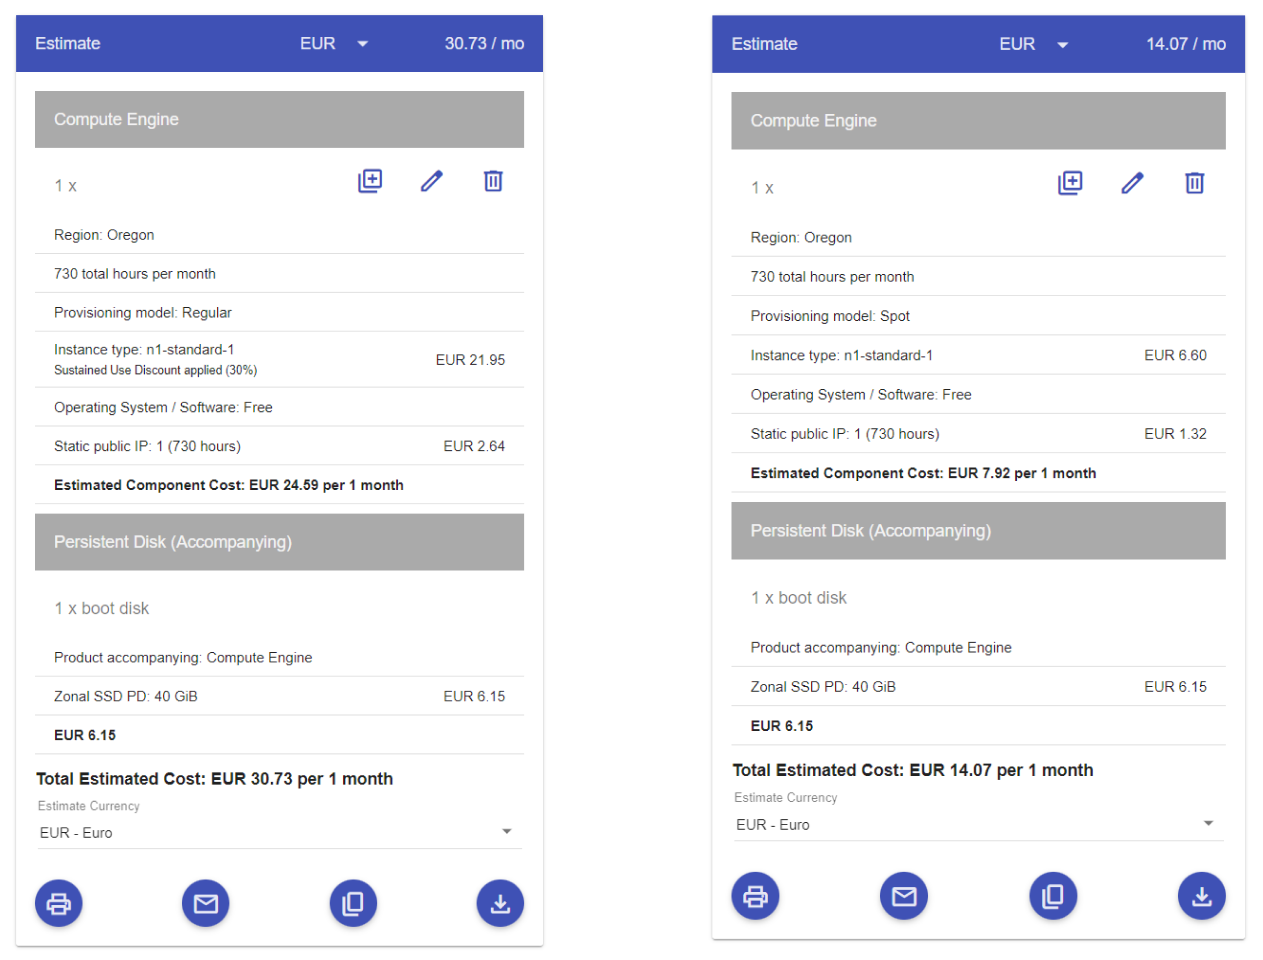 Estimate EUR 30.73 / mo
Compute Engine
1 x
Region: Oregon
730 total hours per month
Provisioning model: Regular
Instance type: n1-standard-1
Sustained Use Discount applied (30%)
EUR 21.95
Operating System / Software: Free
Static public IP: 1 (730 hours) EUR 2.64
Estimated Component Cost: EUR 24.59 per 1 month
Persistent Disk (Accompanying)
1 x boot disk
Product accompanying: Compute Engine
Zonal SSD PD: 40 GiB EUR 6.15
EUR 6.15
Total Estimated Cost: EUR 30.73 per 1 month
Estimate Currency
EUR - Euro
Estimate EUR 14.07 / mo
Compute Engine
1 x
Region: Oregon
730 total hours per month
Provisioning model: Spot
Instance type: n1-standard-1 EUR 6.60
Operating System / Software: Free
Static public IP: 1 (730 hours) EUR 1.32
Estimated Component Cost: EUR 7.92 per 1 month
Persistent Disk (Accompanying)
1 x boot disk
Product accompanying: Compute Engine
Zonal SSD PD: 40 GiB EUR 6.15
EUR 6.15
Total Estimated Cost: EUR 14.07 per 1 month
Estimate Currency
EUR - Euro